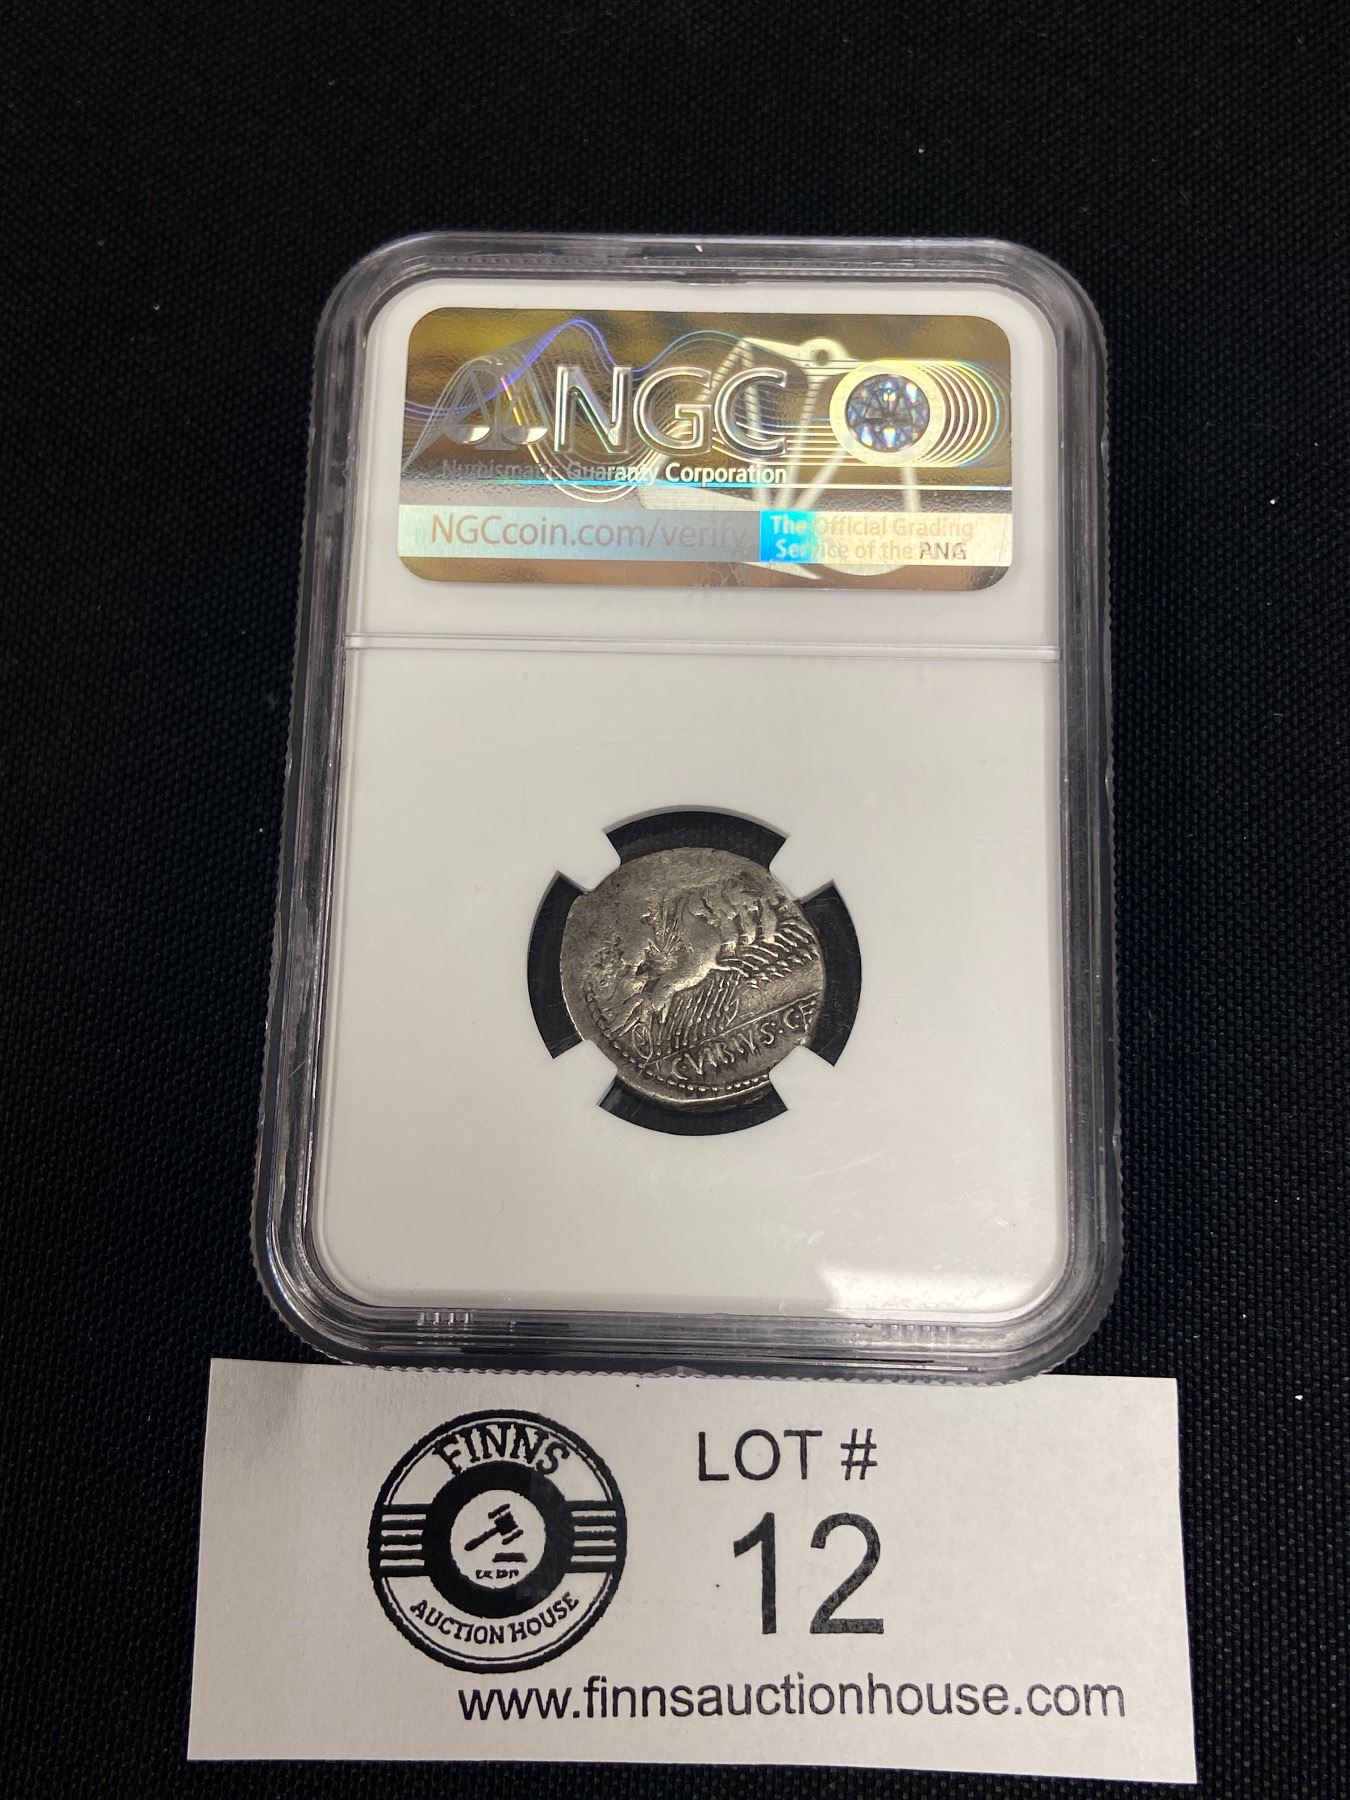 NGC
Numismatic Guaranty Corporation
NGCcoin.com/verify
The Official Grading
Service of the PNG
C·VIBIVS·C·F
FINNS
AUCTION HOUSE
LOT #
12
www.finnsauctionhouse.com